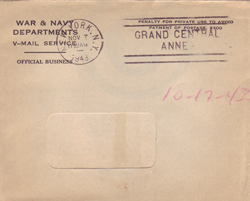 WAR & NAVY
DEPARTMENTS
V-MAIL SERVICE
OFFICIAL BUSINESS
YORK, N.Y.
NOV
1943
PENALTY FOR PRIVATE USE TO AVOID
PAYMENT OF POSTAGE, $300
GRAND CENTRAL
ANNEX
10-17-43